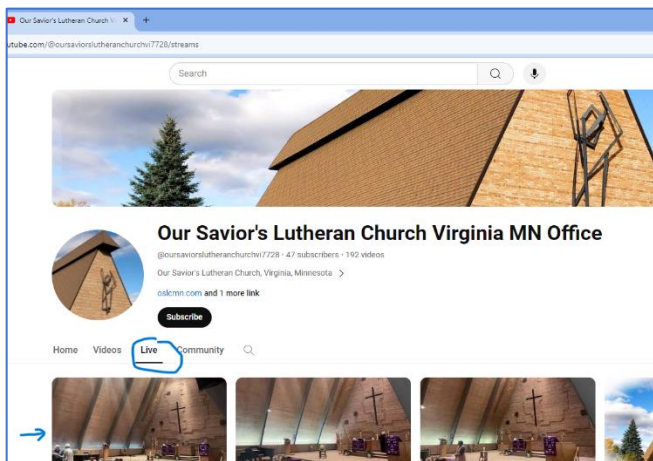 Our Savior's Lutheran Church V
utube.com/@oursaviorslutheranchurchvi7728/streams
Search
Our Savior's Lutheran Church Virginia MN Office
@oursaviorslutheranchurchvi7728 · 47 subscribers · 192 videos
Our Savior's Lutheran Church, Virginia, Minnesota >
oslcmn.com and 1 more link
Subscribe
Home Videos Live Community